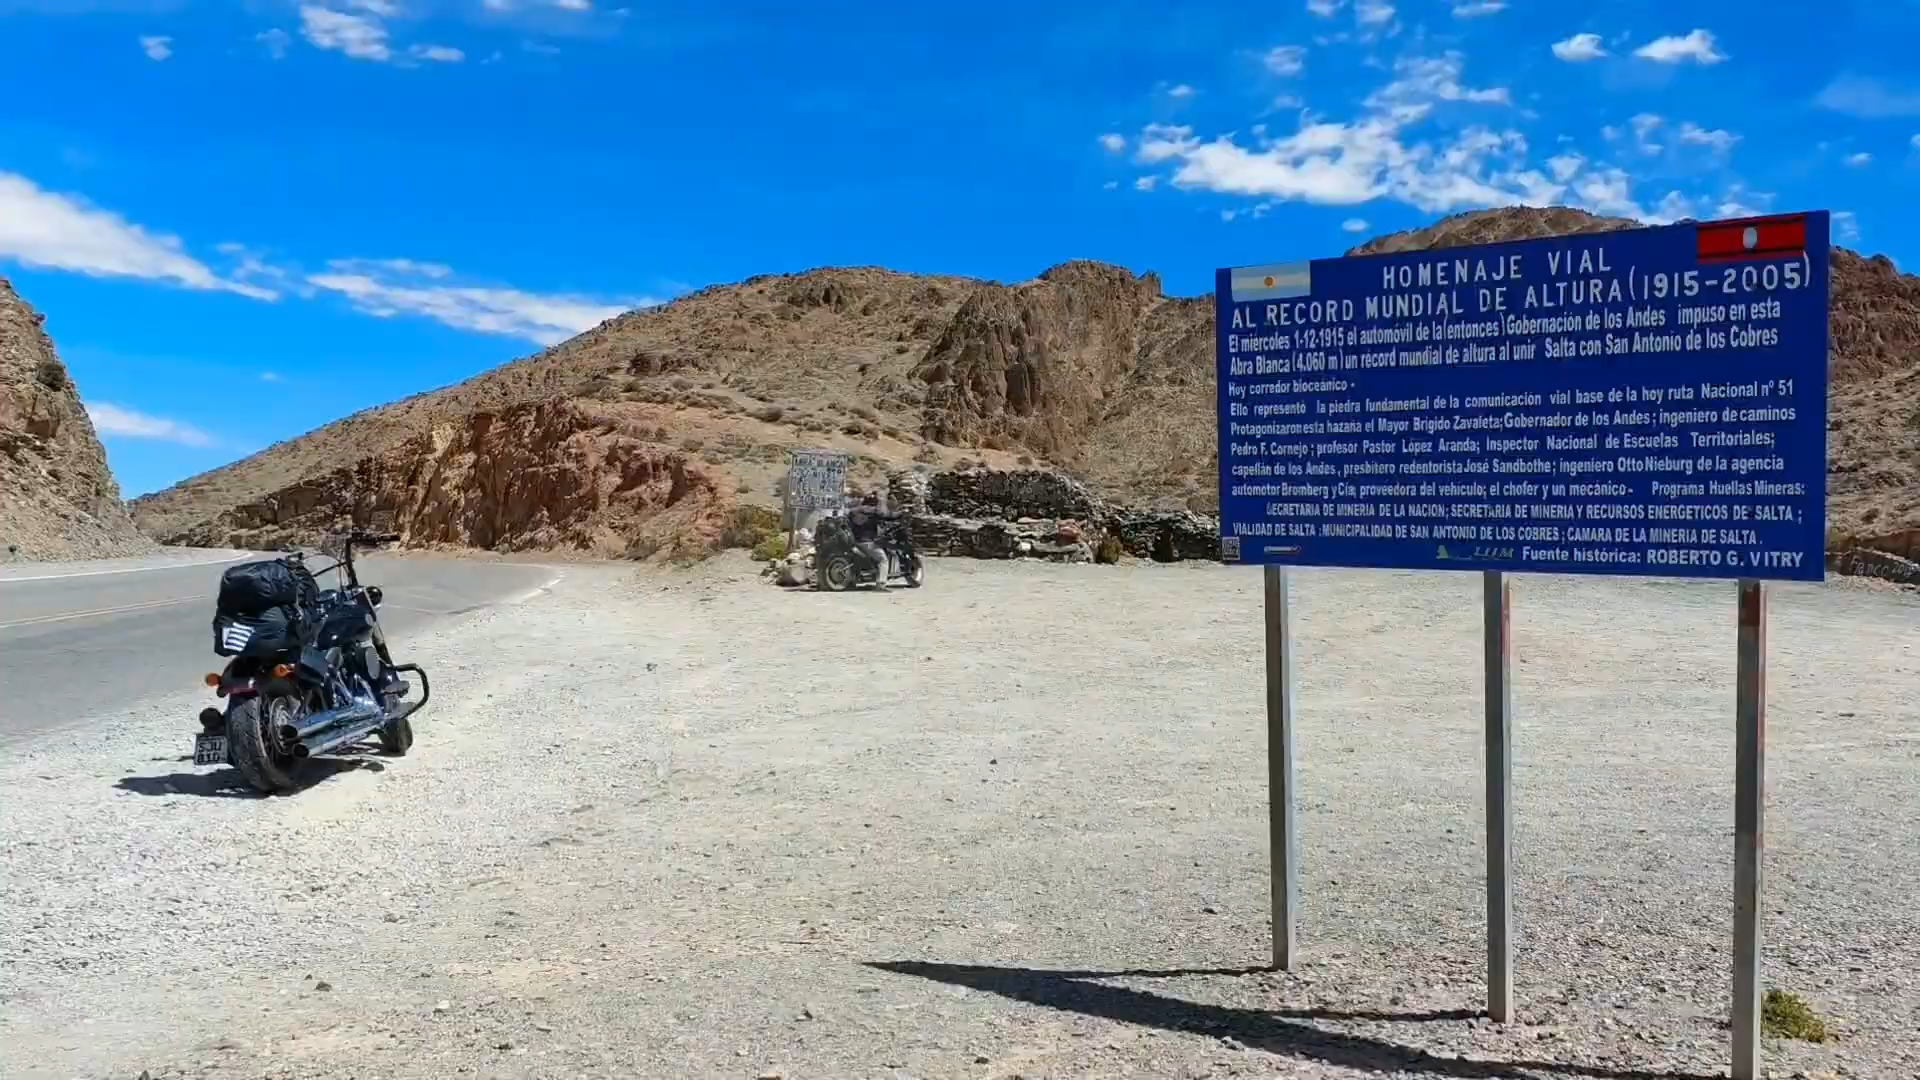 HOMENAJE VIAL
AL RECORD MUNDIAL DE ALTURA (1915-2005)
El miércoles 1-12-1915 el automóvil de la (entonces) Gobernación de los Andes impuso en esta
Abra Blanca (4.060 m) un récord mundial de altura al unir Salta con San Antonio de los Cobres
Hoy corredor bioceánico -
Ello representó la piedra fundamental de la comunicación vial base de la hoy ruta Nacional nº 51
Protagonizaron esta hazaña el Mayor Brígido Zavaleta; Gobernador de los Andes; ingeniero de caminos
Pedro F. Cornejo; profesor Pastor López Aranda; Inspector Nacional de Escuelas Territoriales;
capellán de los Andes, presbítero redentorista José Sandbothe; ingeniero Otto Nieburg de la agencia
automotor Bromberg y Cia; proveedora del vehículo; el chofer y un mecánico- Programa Huellas Mineras:
SECRETARIA DE MINERIA DE LA NACION; SECRETARIA DE MINERIA Y RECURSOS ENERGETICOS DE SALTA ;
VIALIDAD DE SALTA ; MUNICIPALIDAD DE SAN ANTONIO DE LOS COBRES ; CAMARA DE LA MINERIA DE SALTA .
Fuente histórica: ROBERTO G. VITRY
ABRA BLANCA
SJU